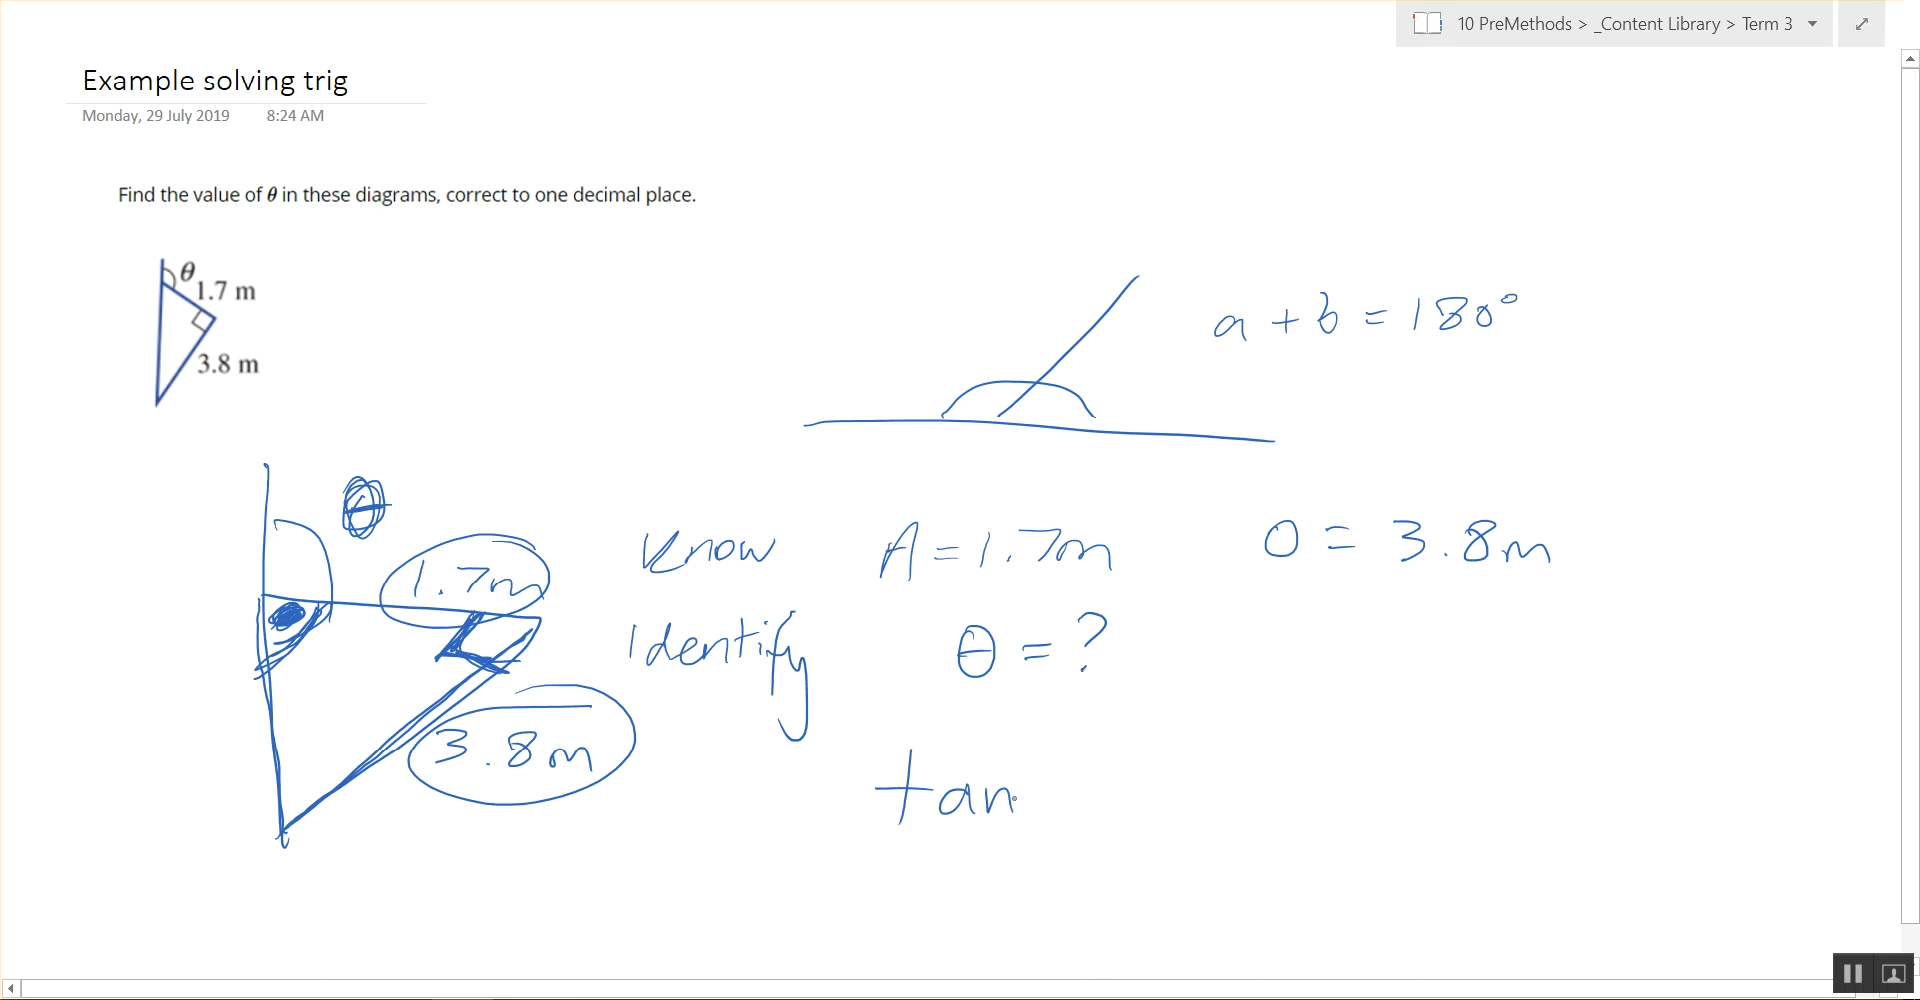 10 PreMethods > _Content Library > Term 3
Example solving trig
Monday, 29 July 2019 8:24 AM
Find the value of θ in these diagrams, correct to one decimal place.
θ
1.7 m
3.8 m
a + b = 180°
θ
1.7m
3.8m
Know A = 1.7m O = 3.8m
Identify θ = ?
tan